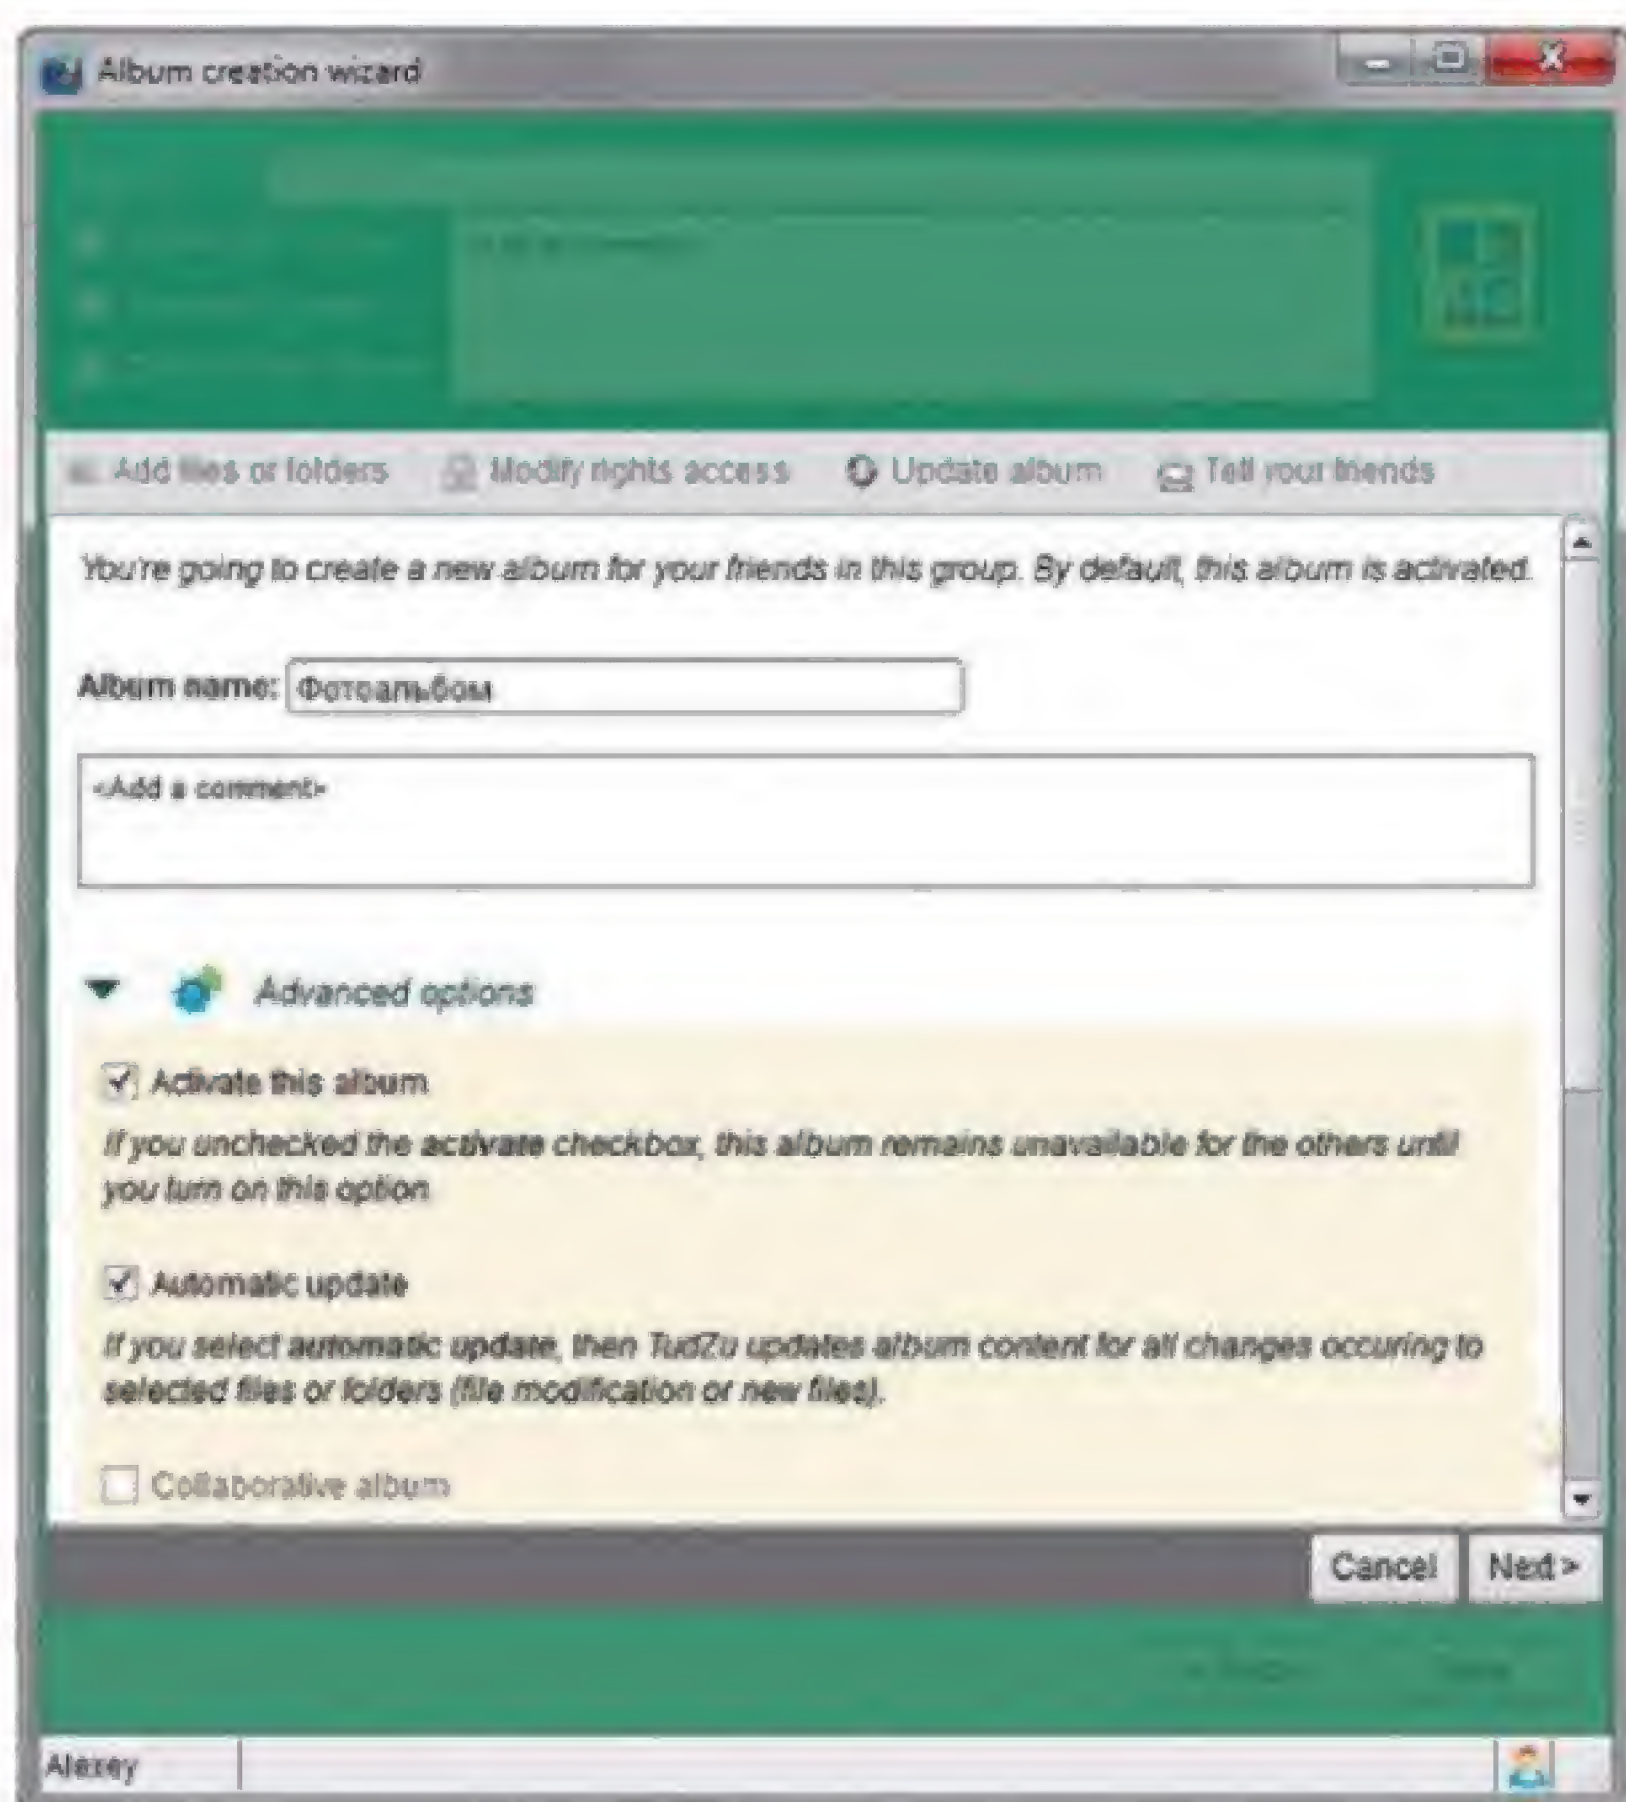 Album creation wizard
Add files or folders Modify rights access Update album Tell your friends
You're going to create a new album for your friends in this group. By default, this album is activated.
Album name: Фотоальбом
<Add a comment>
Advanced options
Activate this album
If you unchecked the activate checkbox, this album remains unavailable for the others until
you turn on this option
Automatic update
If you select automatic update, then TudZu updates album content for all changes occuring to
selected files or folders (file modification or new files).
Collaborative album
Cancel Next >
Alexey